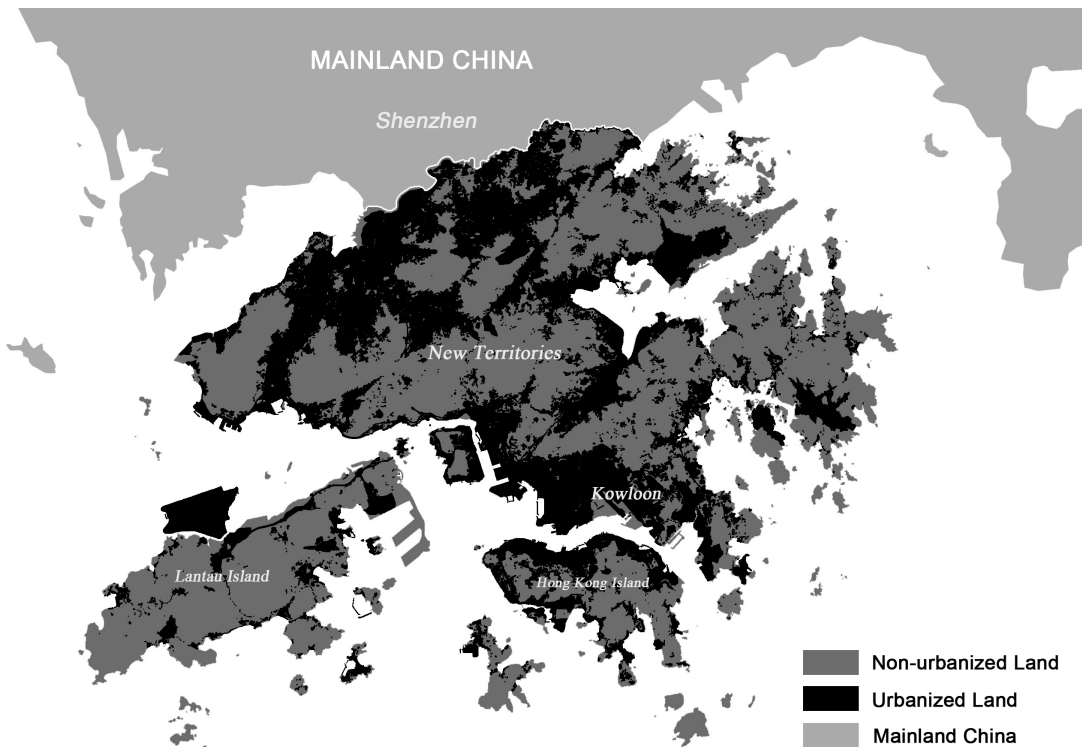 MAINLAND CHINA
Shenzhen
New Territories
Kowloon
Lantau Island
Hong Kong Island
Non-urbanized Land
Urbanized Land
Mainland China